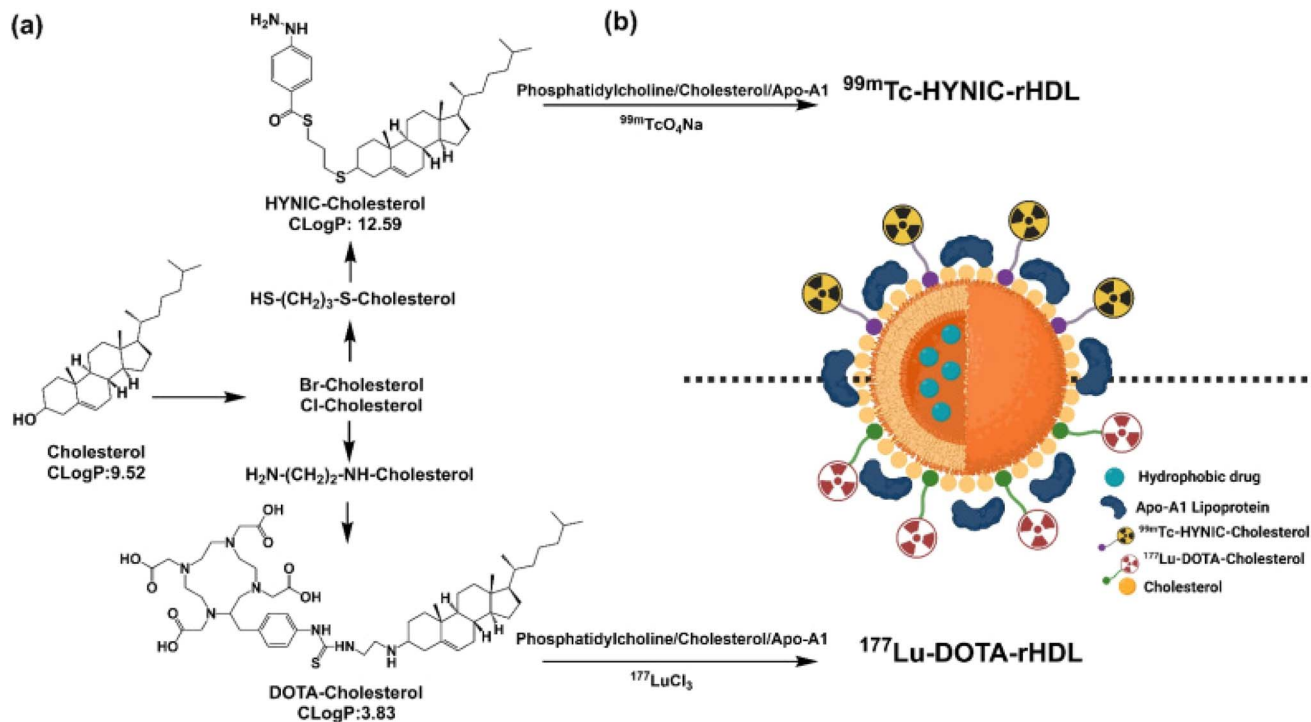 (a)
H₂N
NH
O
S
S
H
H
H
HYNIC-Cholesterol
CLogP: 12.59
HS-(CH₂)₃-S-Cholesterol
H
H
H
HO
Cholesterol
CLogP:9.52
Br-Cholesterol
Cl-Cholesterol
H₂N-(CH₂)₂-NH-Cholesterol
OH
O
HO
O
N
N
N
N
O
OH
O
HO
NH
S
HN
N
H
H
H
H
DOTA-Cholesterol
CLogP:3.83
(b)
Phosphatidylcholine/Cholesterol/Apo-A1
⁹⁹ᵐTcO₄Na
⁹⁹ᵐTc-HYNIC-rHDL
Hydrophobic drug
Apo-A1 Lipoprotein
⁹⁹ᵐTc-HYNIC-Cholesterol
¹⁷⁷Lu-DOTA-Cholesterol
Cholesterol
Phosphatidylcholine/Cholesterol/Apo-A1
¹⁷⁷LuCl₃
¹⁷⁷Lu-DOTA-rHDL